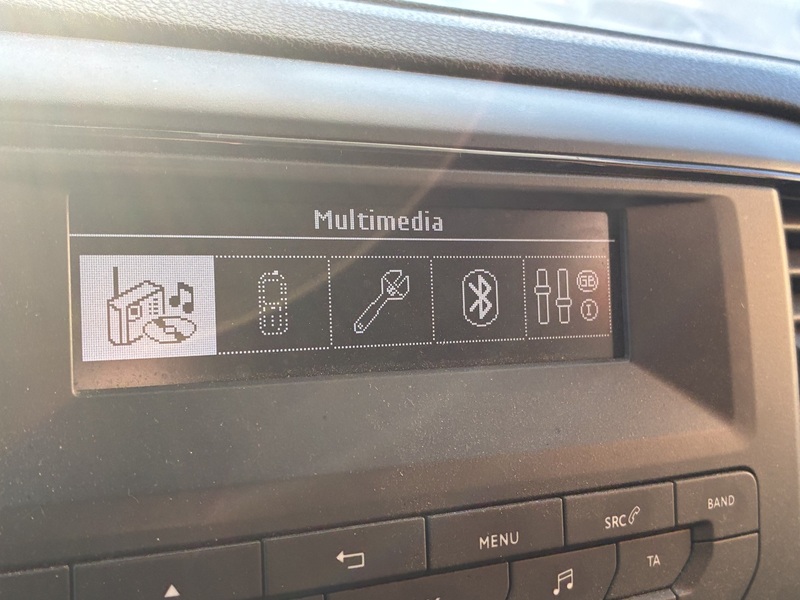 Multimedia
GB
I
MENU
SRC
BAND
TA